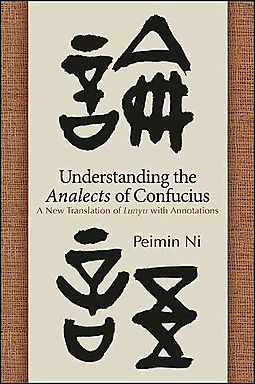 論
Understanding the
Analects of Confucius
A New Translation of Lunyu with Annotations
Peimin Ni
語